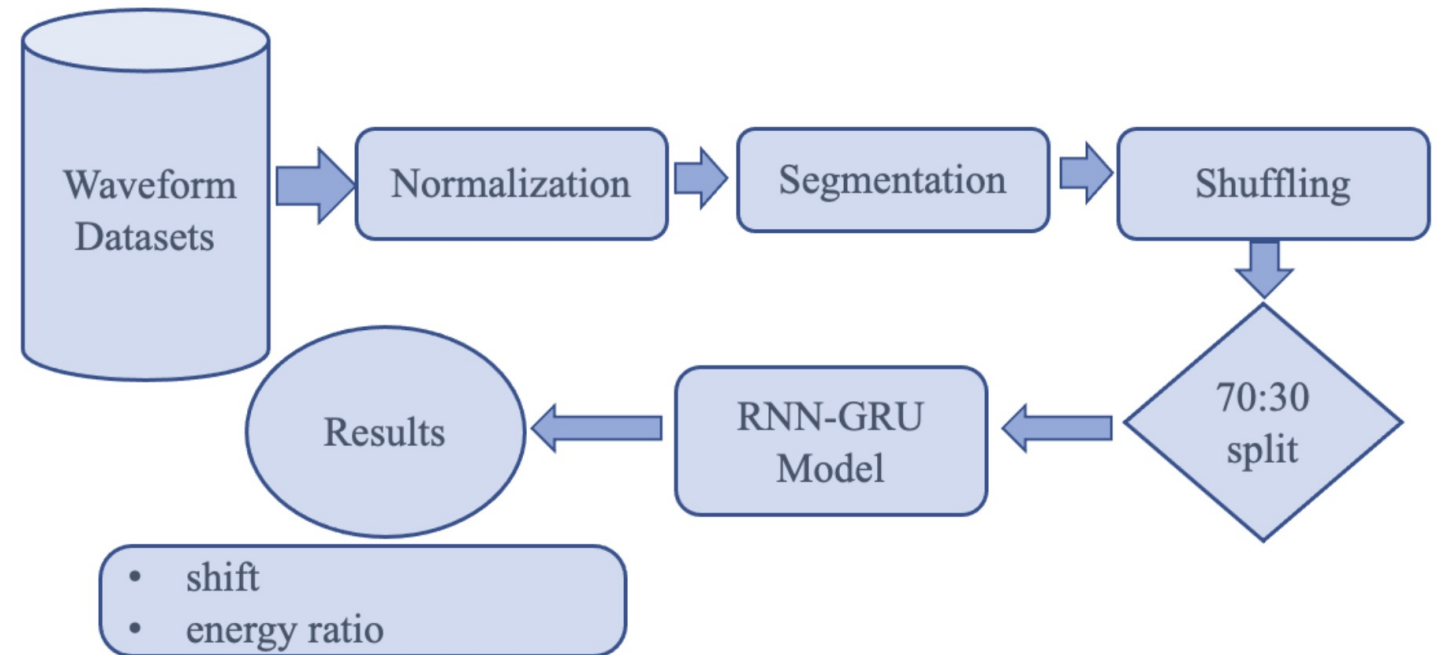 Waveform
Datasets
Normalization
Segmentation
Shuffling
70:30
split
RNN-GRU
Model
Results
• shift
• energy ratio